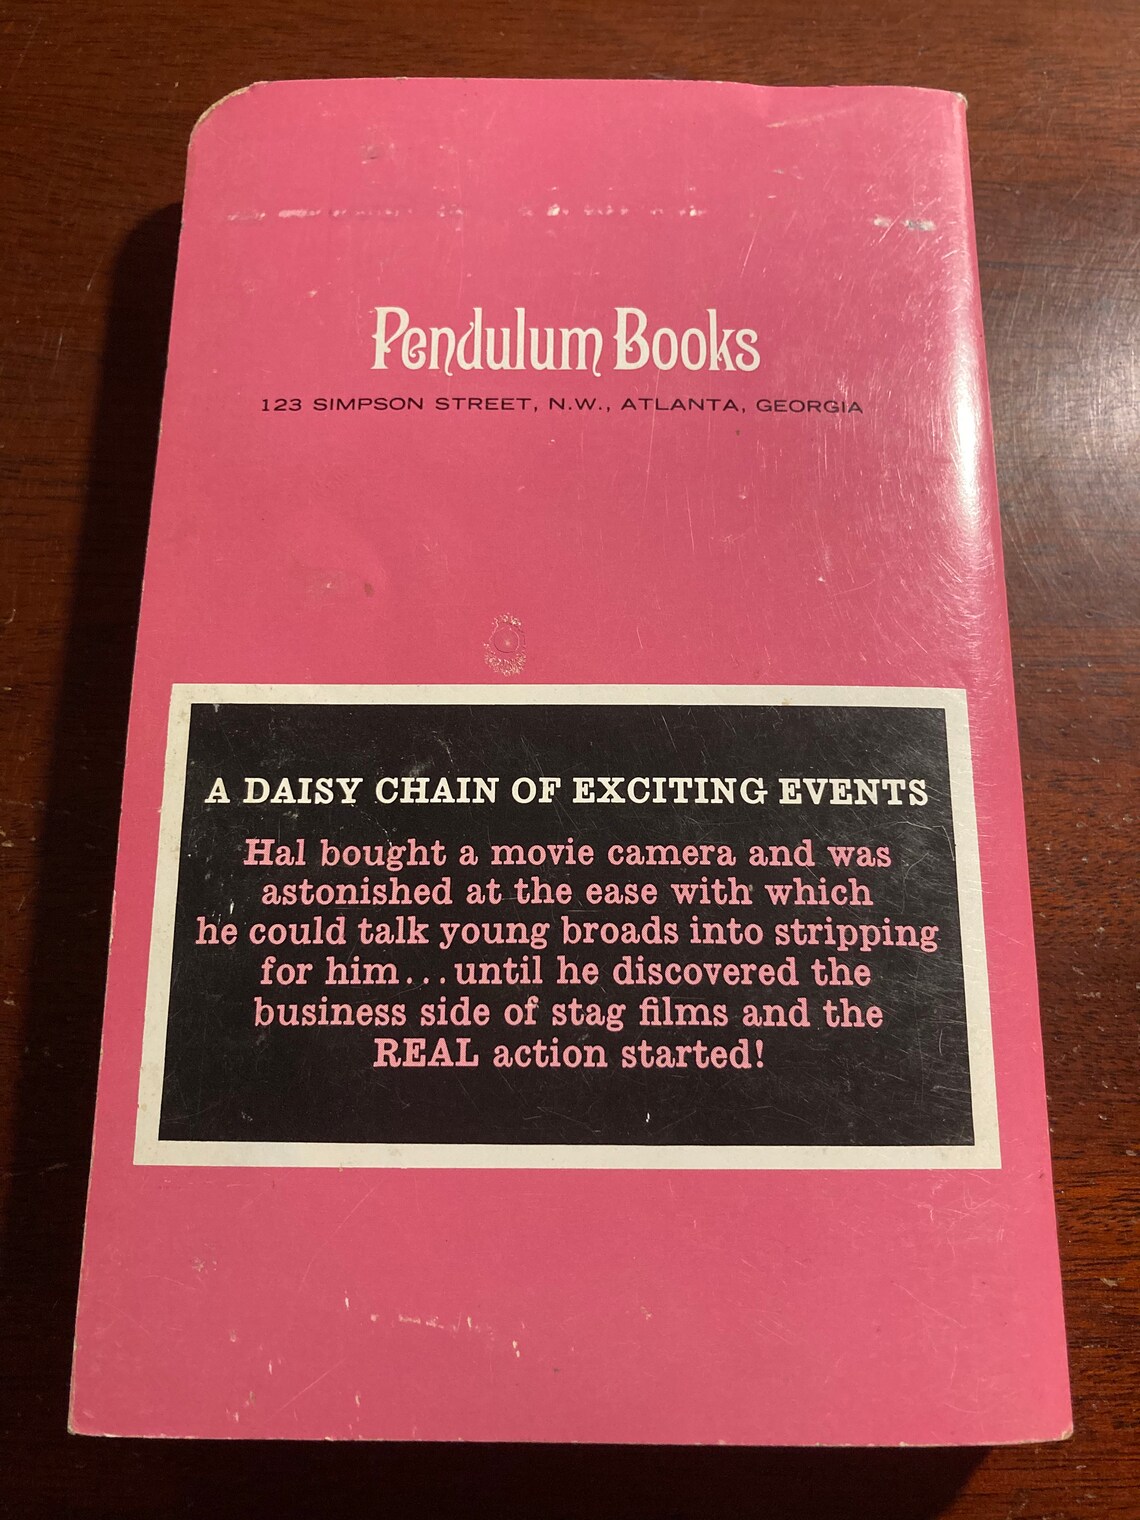 Pendulum Books
123 SIMPSON STREET, N.W., ATLANTA, GEORGIA
A DAISY CHAIN OF EXCITING EVENTS
Hal bought a movie camera and was
astonished at the ease with which
he could talk young broads into stripping
for him...until he discovered the
business side of stag films and the
REAL action started!